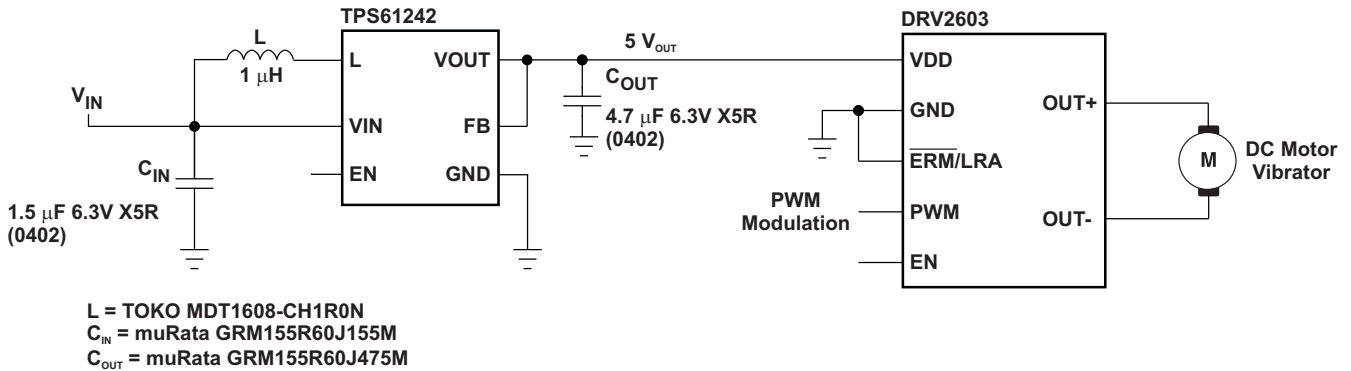 TPS61242
DRV2603
L
1 μH
L
VOUT
5 VOUT
VDD
COUT
4.7 μF 6.3V X5R
(0402)
VIN
VIN
FB
GND
OUT+
ERM/LRA
M
DC Motor
Vibrator
CIN
1.5 μF 6.3V X5R
(0402)
EN
GND
PWM
Modulation
PWM
OUT-
EN
L = TOKO MDT1608-CH1R0N
CIN = muRata GRM155R60J155M
COUT = muRata GRM155R60J475M